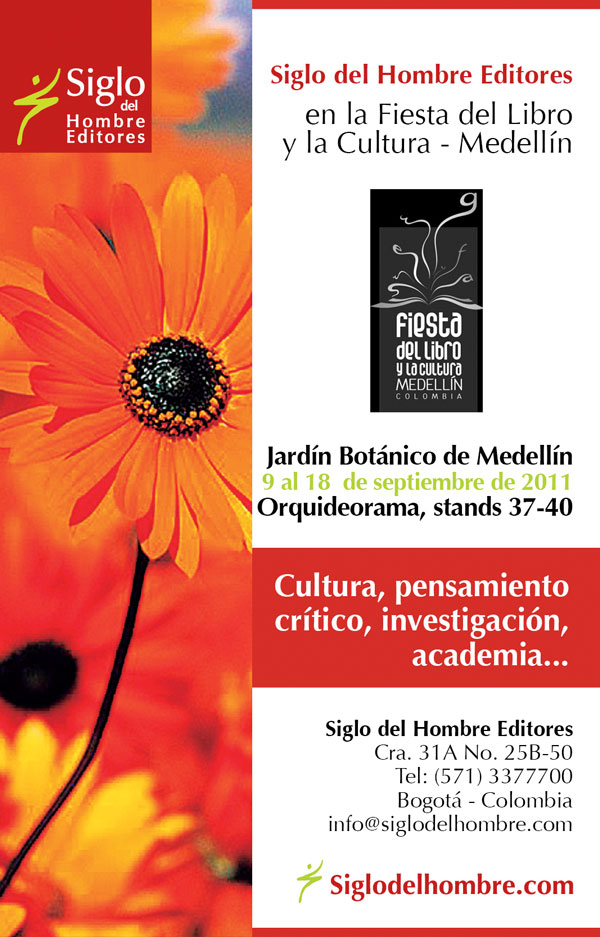 Siglo
del
Hombre
Editores
Siglo del Hombre Editores
en la Fiesta del Libro
y la Cultura - Medellín
fiesta
del libro
y la cultura
MEDELLÍN
COLOMBIA
Jardín Botánico de Medellín
9 al 18 de septiembre de 2011
Orquideorama, stands 37-40
Cultura, pensamiento
crítico, investigación,
academia...
Siglo del Hombre Editores
Cra. 31A No. 25B-50
Tel: (571) 3377700
Bogotá - Colombia
info@siglodelhombre.com
Siglodelhombre.com